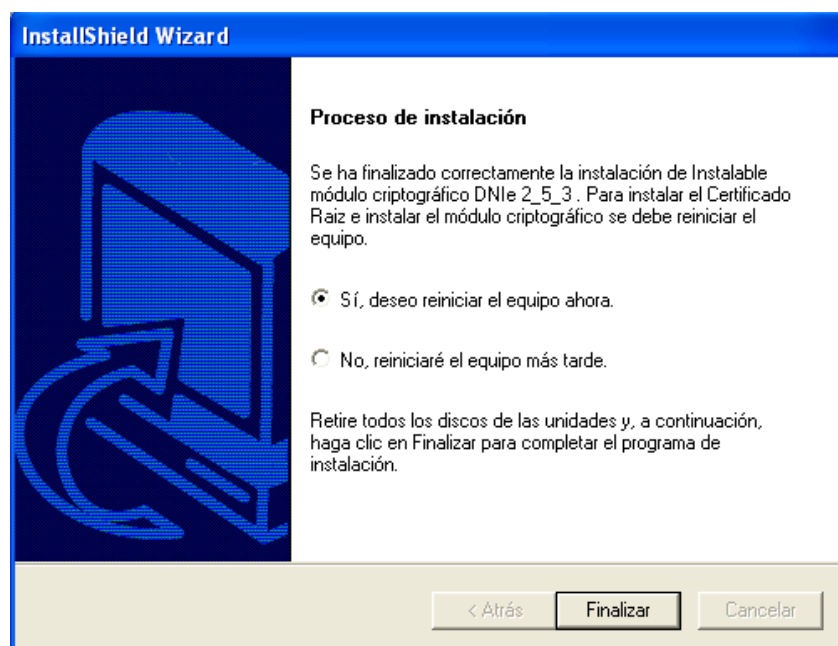 InstallShield Wizard
Proceso de instalación
Se ha finalizado correctamente la instalación de Instalable
módulo criptográfico DNIe 2_5_3 . Para instalar el Certificado
Raiz e instalar el módulo criptográfico se debe reiniciar el
equipo.
Sí, deseo reiniciar el equipo ahora.
No, reiniciaré el equipo más tarde.
Retire todos los discos de las unidades y, a continuación,
haga clic en Finalizar para completar el programa de
instalación.
< Atrás
Finalizar
Cancelar